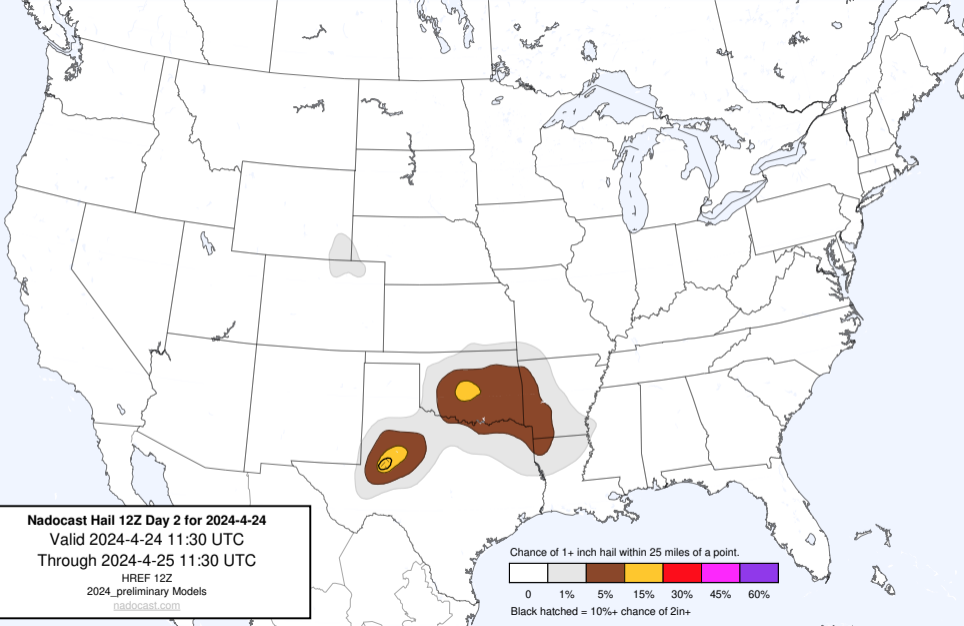 Nadocast Hail 12Z Day 2 for 2024-4-24
Valid 2024-4-24 11:30 UTC
Through 2024-4-25 11:30 UTC
HREF 12Z
2024_preliminary Models
nadocast.com
Chance of 1+ inch hail within 25 miles of a point.
0 1% 5% 15% 30% 45% 60%
Black hatched = 10%+ chance of 2in+